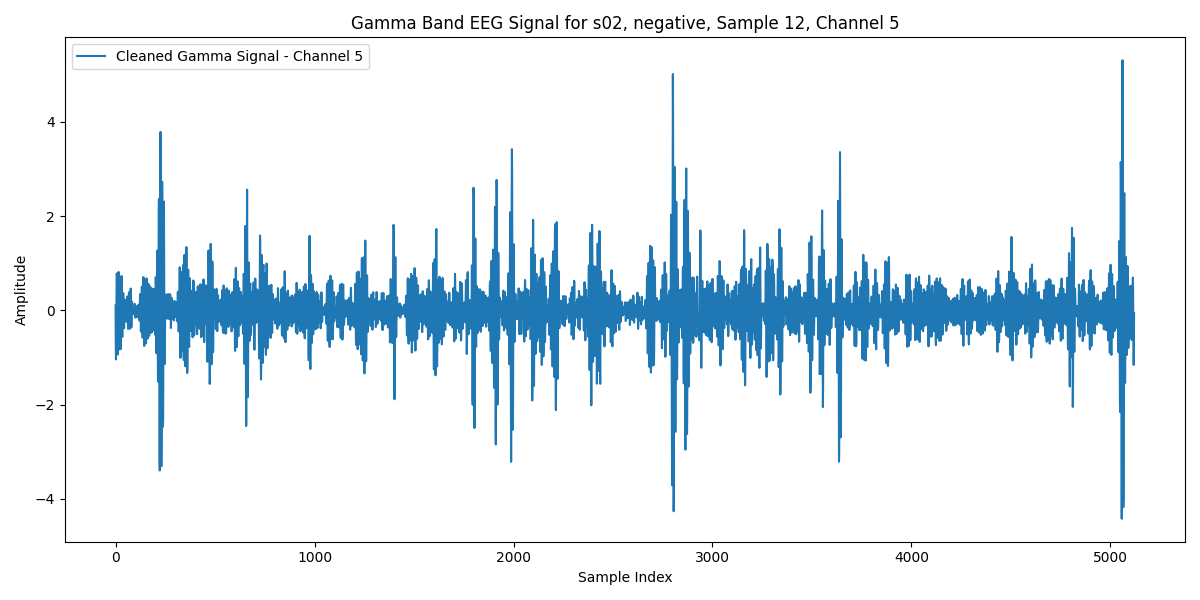 Gamma Band EEG Signal for s02, negative, Sample 12, Channel 5
Cleaned Gamma Signal - Channel 5
Amplitude
4
2
0
−2
−4
0 1000 2000 3000 4000 5000
Sample Index